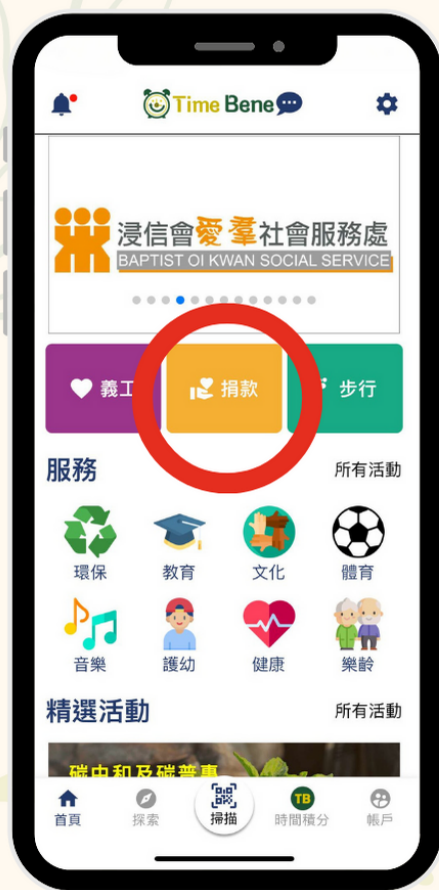 Time Bene
浸信會愛羣社會服務處
BAPTIST OI KWAN SOCIAL SERVICE
義工 捐款 步行
服務 所有活動
環保 教育 文化 體育
音樂 護幼 健康 樂齡
精選活動 所有活動
碳中和及碳普惠
首頁 探索 掃描 TB 時間積分 帳戶